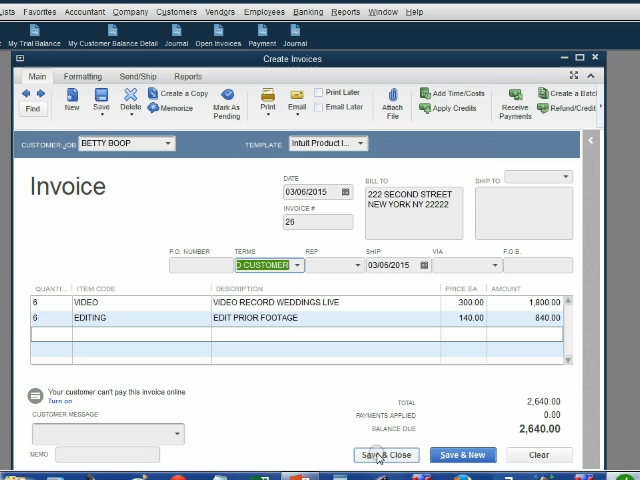 ists Favorites Accountant Company Customers Vendors Employees Banking Reports Window Help
My Trial Balance My Customer Balance Detail Journal Open Invoices Payment Journal
Create Invoices
Main Formatting Send/Ship Reports
Find New Save Delete Create a Copy Memorize Mark As Pending Print Email Print Later Email Later Attach File Add Time/Costs Apply Credits Receive Payments Create a Batc Refund/Credit
CUSTOMER:JOB BETTY BOOP TEMPLATE Intuit Product I...
Invoice
DATE
03/06/2015
INVOICE #
26
BILL TO
222 SECOND STREET
NEW YORK NY 22222
SHIP TO
P.O. NUMBER TERMS REP SHIP VIA F.O.B.
D CUSTOMER 03/06/2015
QUANTI... ITEM CODE DESCRIPTION PRICE EA... AMOUNT
6 VIDEO VIDEO RECORD WEDDINGS LIVE 300.00 1,800.00
6 EDITING EDIT PRIOR FOOTAGE 140.00 840.00
Your customer can't pay this invoice online
Turn on
CUSTOMER MESSAGE
MEMO
TOTAL 2,640.00
PAYMENTS APPLIED 0.00
BALANCE DUE 2,640.00
Save & Close Save & New Clear